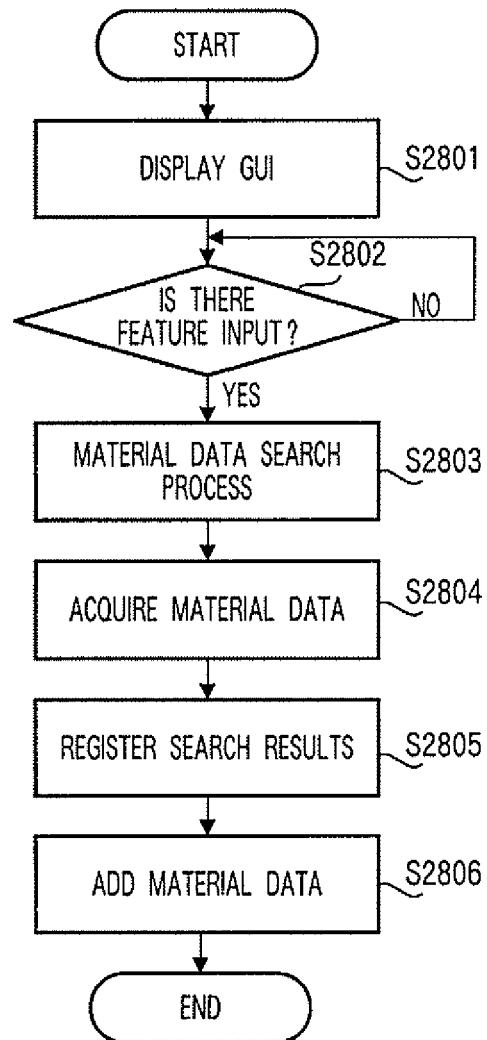 START
DISPLAY GUI
S2801
S2802
IS THERE
FEATURE INPUT?
NO
YES
MATERIAL DATA SEARCH
PROCESS
S2803
ACQUIRE MATERIAL DATA
S2804
REGISTER SEARCH RESULTS
S2805
ADD MATERIAL DATA
S2806
END